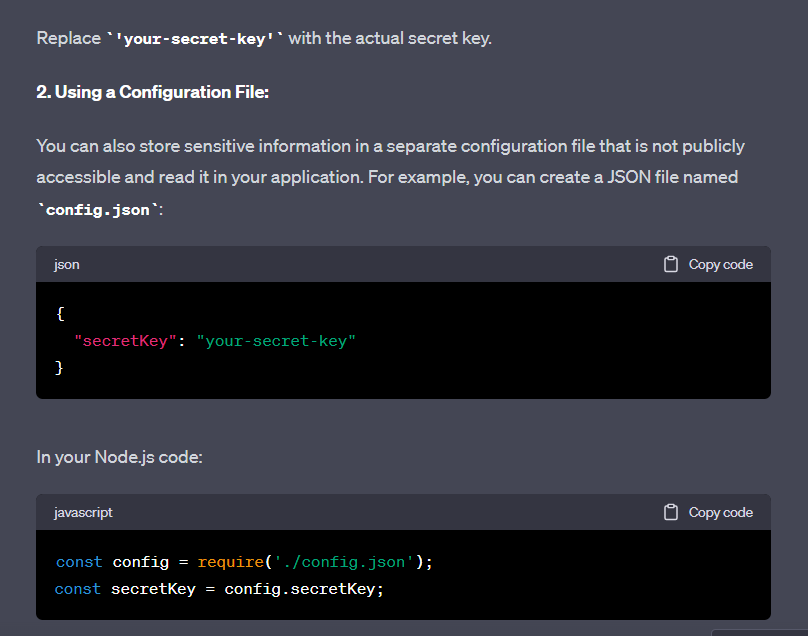 Replace `'your-secret-key'` with the actual secret key.
2. Using a Configuration File:
You can also store sensitive information in a separate configuration file that is not publicly
accessible and read it in your application. For example, you can create a JSON file named
`config.json`:
json
Copy code
{
  "secretKey": "your-secret-key"
}
In your Node.js code:
javascript
Copy code
const config = require('./config.json');
const secretKey = config.secretKey;